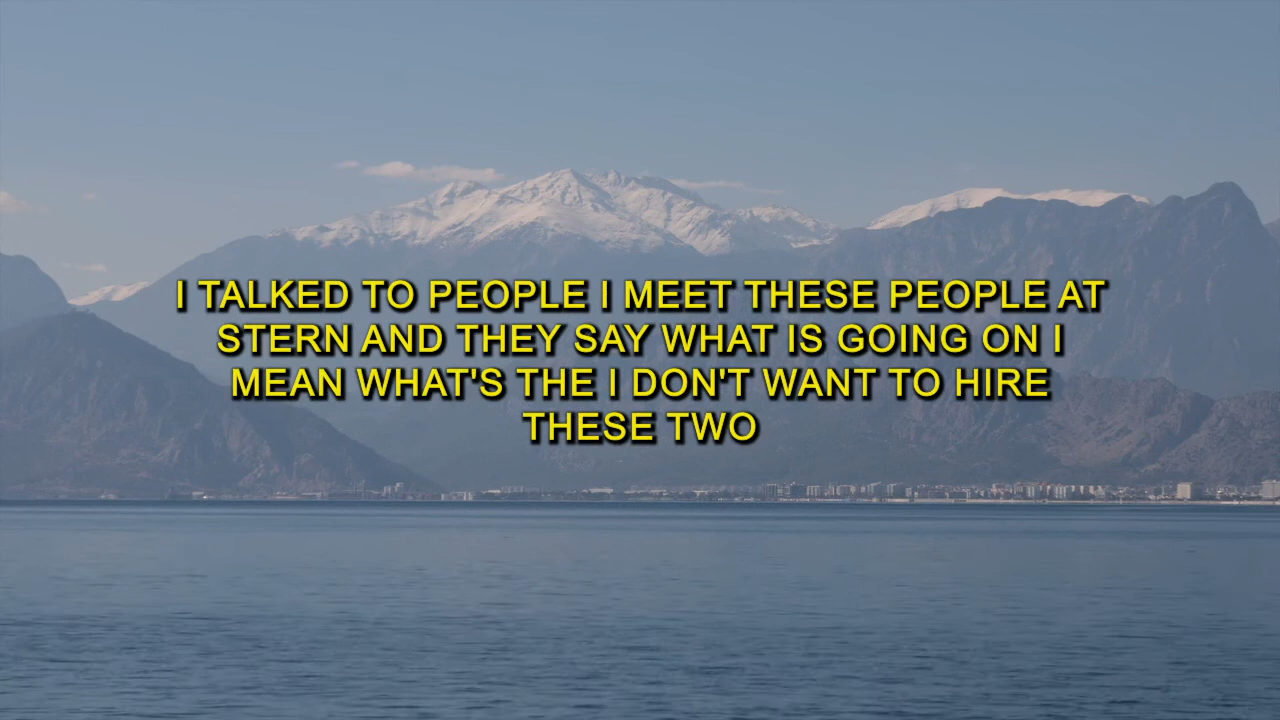 I TALKED TO PEOPLE I MEET THESE PEOPLE AT
STERN AND THEY SAY WHAT IS GOING ON I
MEAN WHAT'S THE I DON'T WANT TO HIRE
THESE TWO